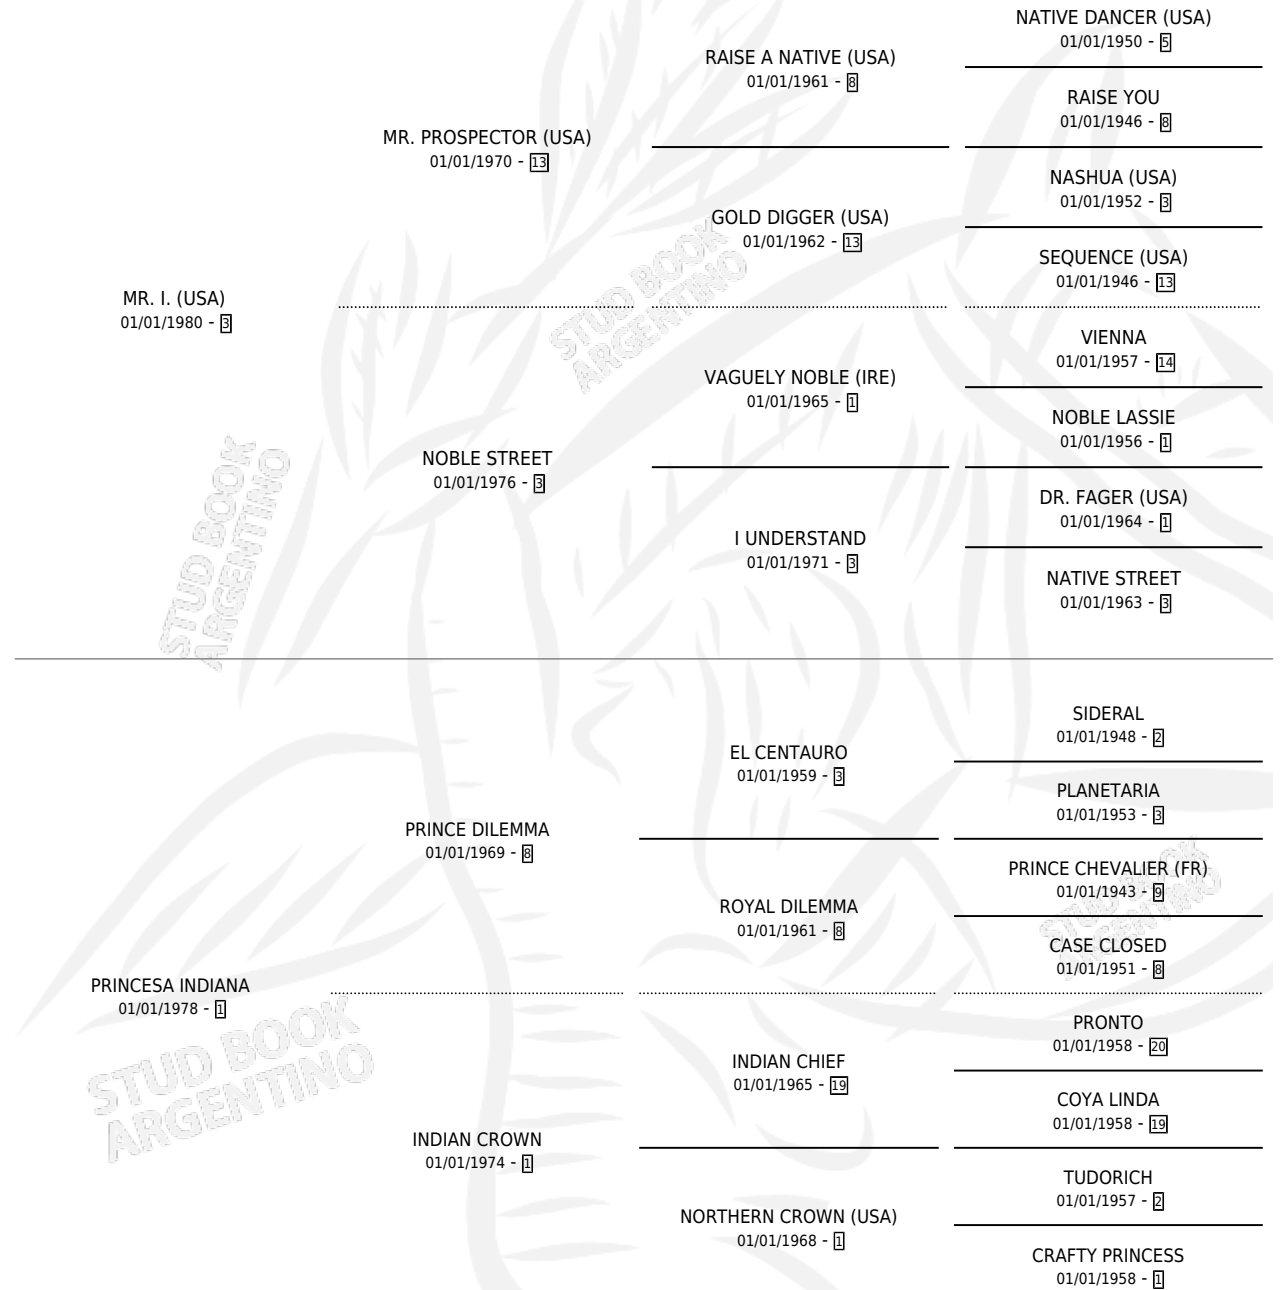 NATIVE DANCER (USA)
01/01/1950 - 5
RAISE A NATIVE (USA)
01/01/1961 - 8
RAISE YOU
01/01/1946 - 8
MR. PROSPECTOR (USA)
01/01/1970 - 13
NASHUA (USA)
01/01/1952 - 3
GOLD DIGGER (USA)
01/01/1962 - 13
SEQUENCE (USA)
01/01/1946 - 13
MR. I. (USA)
01/01/1980 - 3
VIENNA
01/01/1957 - 14
VAGUELY NOBLE (IRE)
01/01/1965 - 1
NOBLE LASSIE
01/01/1956 - 1
NOBLE STREET
01/01/1976 - 3
DR. FAGER (USA)
01/01/1964 - 1
I UNDERSTAND
01/01/1971 - 3
NATIVE STREET
01/01/1963 - 3
SIDERAL
01/01/1948 - 2
EL CENTAURO
01/01/1959 - 3
PLANETARIA
01/01/1953 - 3
PRINCE DILEMMA
01/01/1969 - 8
PRINCE CHEVALIER (FR)
01/01/1943 - 9
ROYAL DILEMMA
01/01/1961 - 8
CASE CLOSED
01/01/1951 - 8
PRINCESA INDIANA
01/01/1978 - 1
PRONTO
01/01/1958 - 20
INDIAN CHIEF
01/01/1965 - 19
COYA LINDA
01/01/1958 - 19
INDIAN CROWN
01/01/1974 - 1
TUDORICH
01/01/1957 - 2
NORTHERN CROWN (USA)
01/01/1968 - 1
CRAFTY PRINCESS
01/01/1958 - 1
STUD BOOK
ARGENTINO
STUD BOOK
ARGENTINO
STUD BOOK
ARGENTINO
STUD BOOK
ARGENTINO